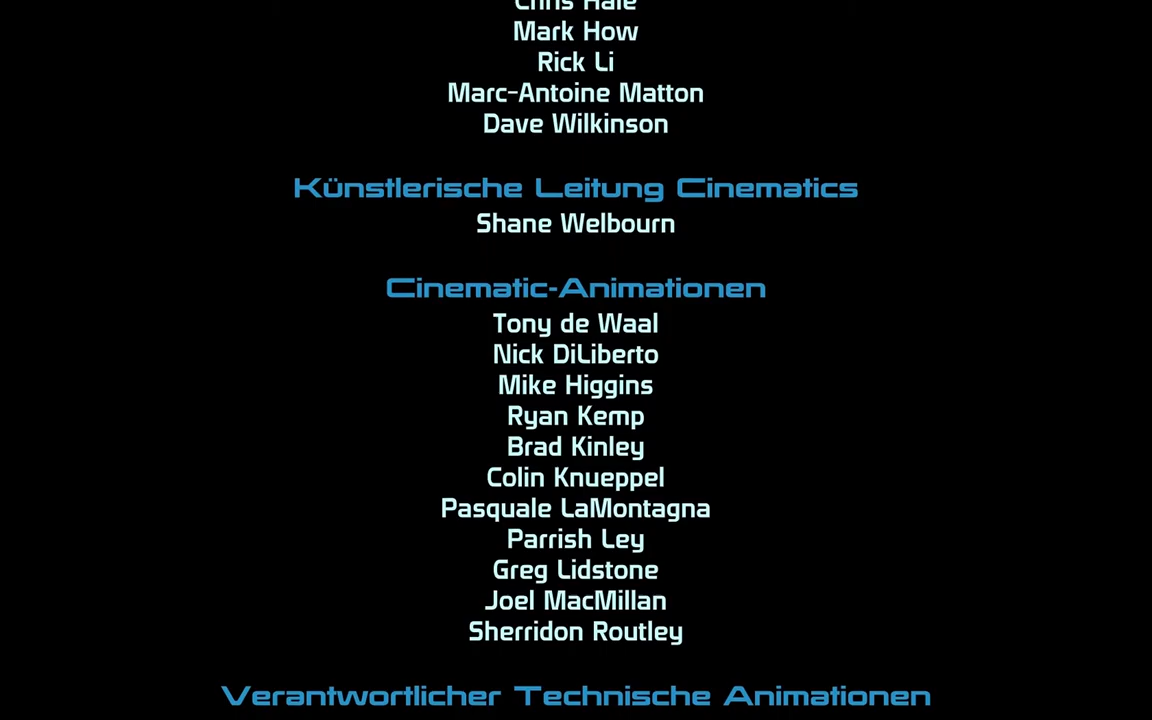 Chris Hale
Mark How
Rick Li
Marc-Antoine Matton
Dave Wilkinson
Künstlerische Leitung Cinematics
Shane Welbourn
Cinematic-Animationen
Tony de Waal
Nick DiLiberto
Mike Higgins
Ryan Kemp
Brad Kinley
Colin Knueppel
Pasquale LaMontagna
Parrish Ley
Greg Lidstone
Joel MacMillan
Sherridon Routley
Verantwortlicher Technische Animationen